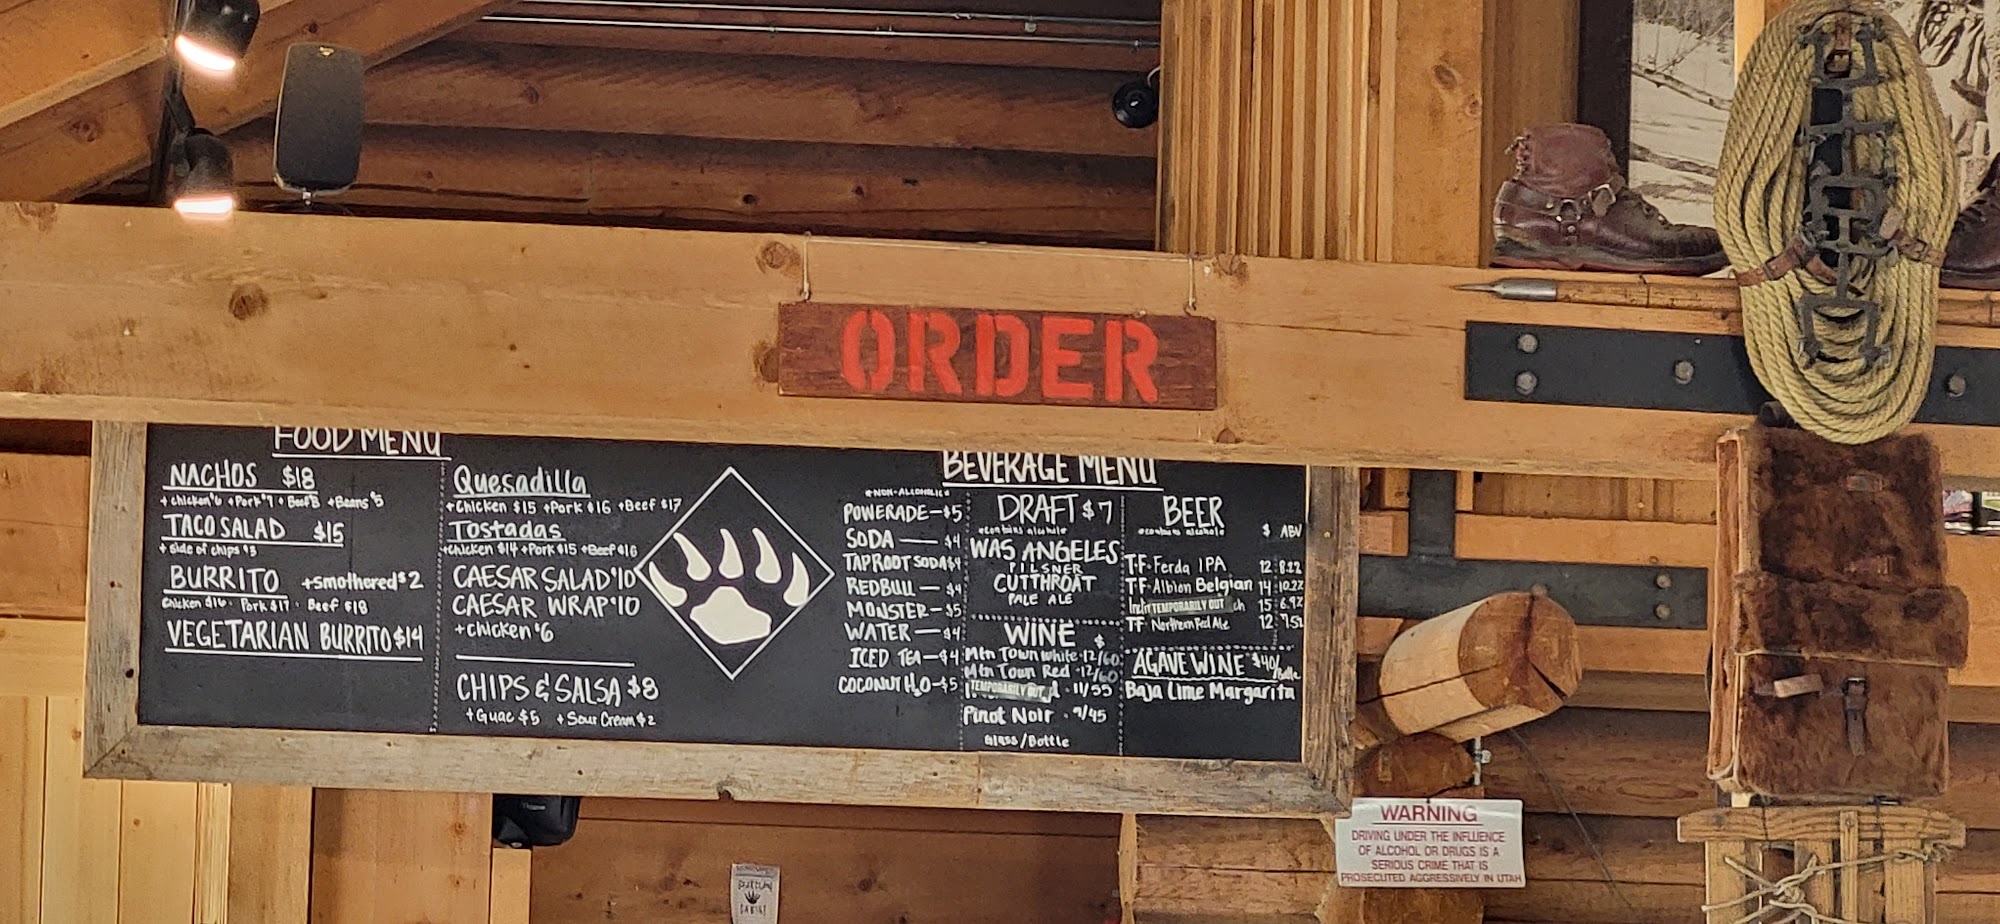 ORDER
FOOD MENU
NACHOS $18
+ chicken $6 + Pork $7 + Beef $8 + Beans $5
TACO SALAD $15
+ side of chips $3
BURRITO +smothered $2
Chicken $16 · Pork $17 · Beef $18
VEGETARIAN BURRITO $14
Quesadilla
+Chicken $15 +Pork $16 +Beef $17
Tostadas
+Chicken $14 +Pork $15 +Beef $16
CAESAR SALAD $10
CAESAR WRAP $10
+chicken $6
CHIPS & SALSA $8
+Guac $5 +Sour Cream $2
BEVERAGE MENU
*NON-ALCOHOLIC*
POWERADE—$5
SODA — $4
TAPROOT SODA $4
REDBULL — $4
MONSTER—$5
WATER — $4
ICED TEA—$4
COCONUT H₂O—$5
DRAFT $7
*contains alcohol*
WAS ANGELES
PILSNER
CUTTHROAT
PALE ALE
WINE $
Mtn Town White·12/60
Mtn Town Red·12/60
TEMPORARILY OUT · 11/55
Pinot Noir · 9/45
Glass/Bottle
BEER
*contains alcohol* $ ABV
T.F. Ferda IPA 12 8.22
T.F. Albion Belgian 14 10.2%
TEMPORARILY OUT ch 15 6.9%
TF Northern Red Ale 12 7.5%
AGAVE WINE $40/Bottle
Baja Lime Margarita
WARNING
DRIVING UNDER THE INFLUENCE
OF ALCOHOL OR DRUGS IS A
SERIOUS CRIME THAT IS
PROSECUTED AGGRESSIVELY IN UTAH